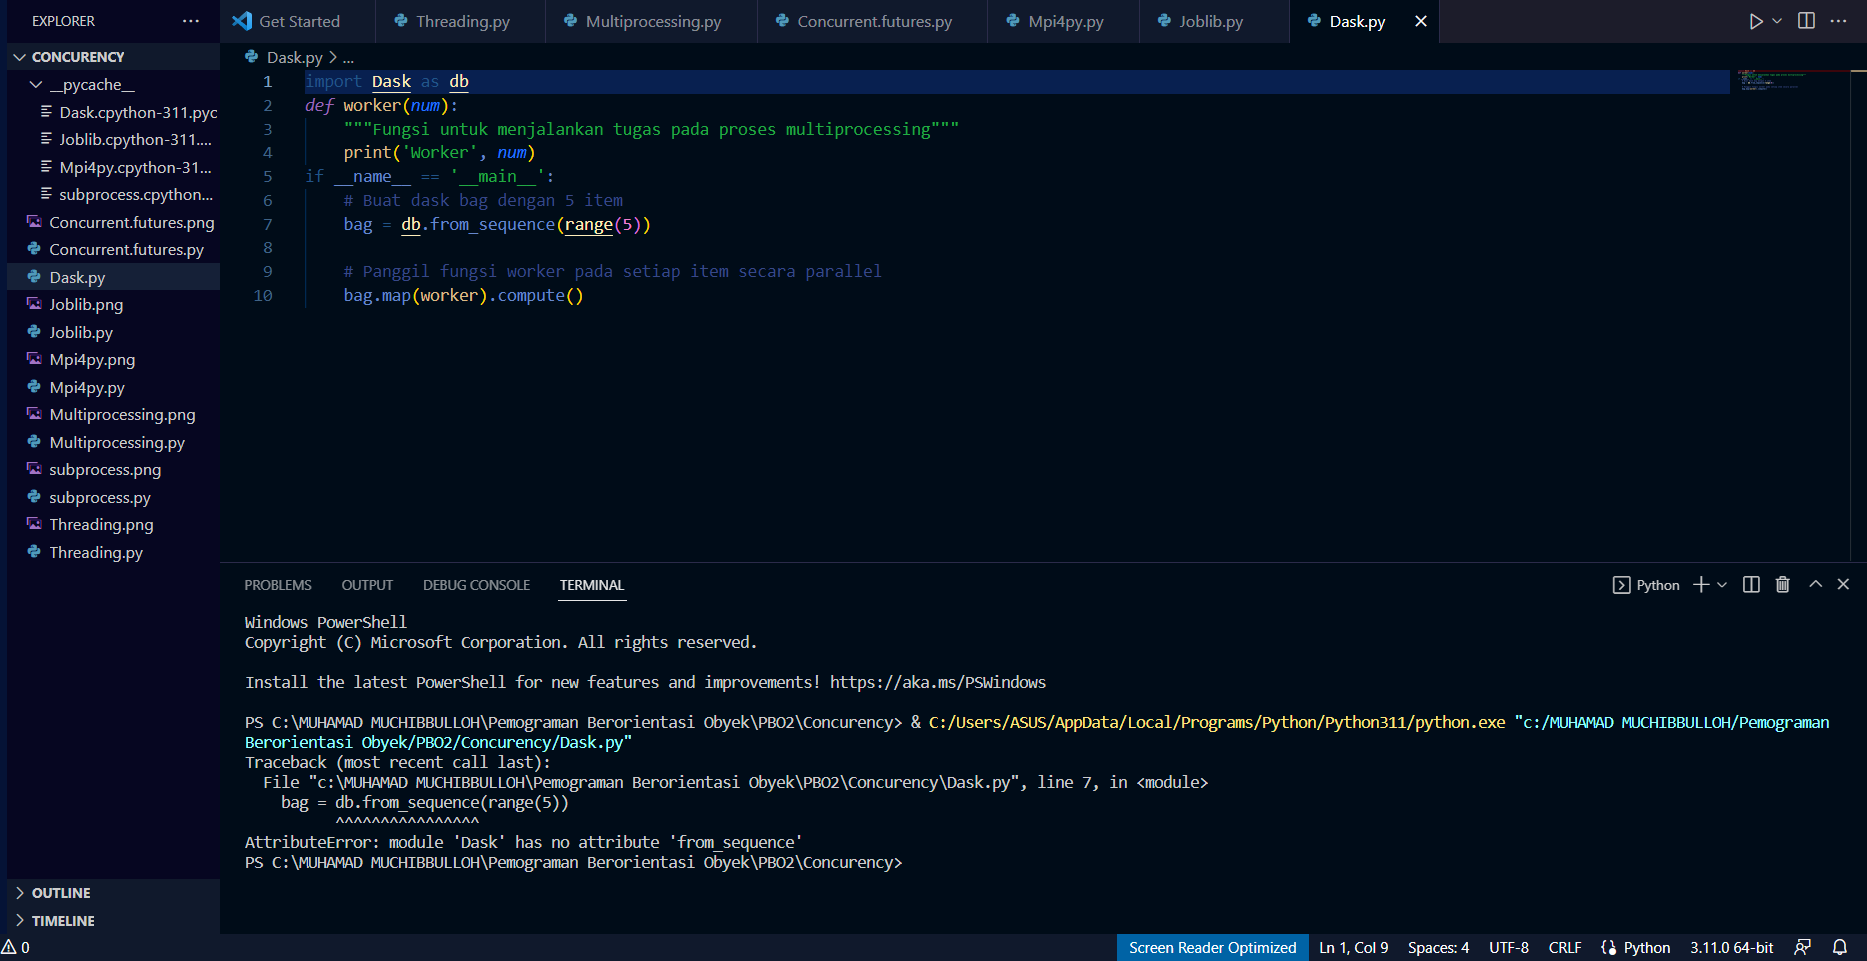 EXPLORER
···
Get Started
Threading.py
Multiprocessing.py
Concurrent.futures.py
Mpi4py.py
Joblib.py
Dask.py
CONCURENCY
__pycache__
Dask.cpython-311.pyc
Joblib.cpython-311....
Mpi4py.cpython-31...
subprocess.cpython...
Concurrent.futures.png
Concurrent.futures.py
Dask.py
Joblib.png
Joblib.py
Mpi4py.png
Mpi4py.py
Multiprocessing.png
Multiprocessing.py
subprocess.png
subprocess.py
Threading.png
Threading.py
OUTLINE
TIMELINE
Dask.py > ...
1 import Dask as db
2 def worker(num):
3 """Fungsi untuk menjalankan tugas pada proses multiprocessing"""
4 print('Worker', num)
5 if __name__ == '__main__':
6 # Buat dask bag dengan 5 item
7 bag = db.from_sequence(range(5))
8
9 # Panggil fungsi worker pada setiap item secara parallel
10 bag.map(worker).compute()
PROBLEMS OUTPUT DEBUG CONSOLE TERMINAL
Python
Windows PowerShell
Copyright (C) Microsoft Corporation. All rights reserved.
Install the latest PowerShell for new features and improvements! https://aka.ms/PSWindows
PS C:\MUHAMAD MUCHIBBULLOH\Pemograman Berorientasi Obyek\PBO2\Concurency> & C:/Users/ASUS/AppData/Local/Programs/Python/Python311/python.exe "c:/MUHAMAD MUCHIBBULLOH/Pemograman
Berorientasi Obyek/PBO2/Concurency/Dask.py"
Traceback (most recent call last):
File "c:\MUHAMAD MUCHIBBULLOH\Pemograman Berorientasi Obyek\PBO2\Concurency\Dask.py", line 7, in <module>
bag = db.from_sequence(range(5))
^^^^^^^^^^^^^^^^
AttributeError: module 'Dask' has no attribute 'from_sequence'
PS C:\MUHAMAD MUCHIBBULLOH\Pemograman Berorientasi Obyek\PBO2\Concurency>
0
Screen Reader Optimized
Ln 1, Col 9
Spaces: 4
UTF-8
CRLF
Python
3.11.0 64-bit